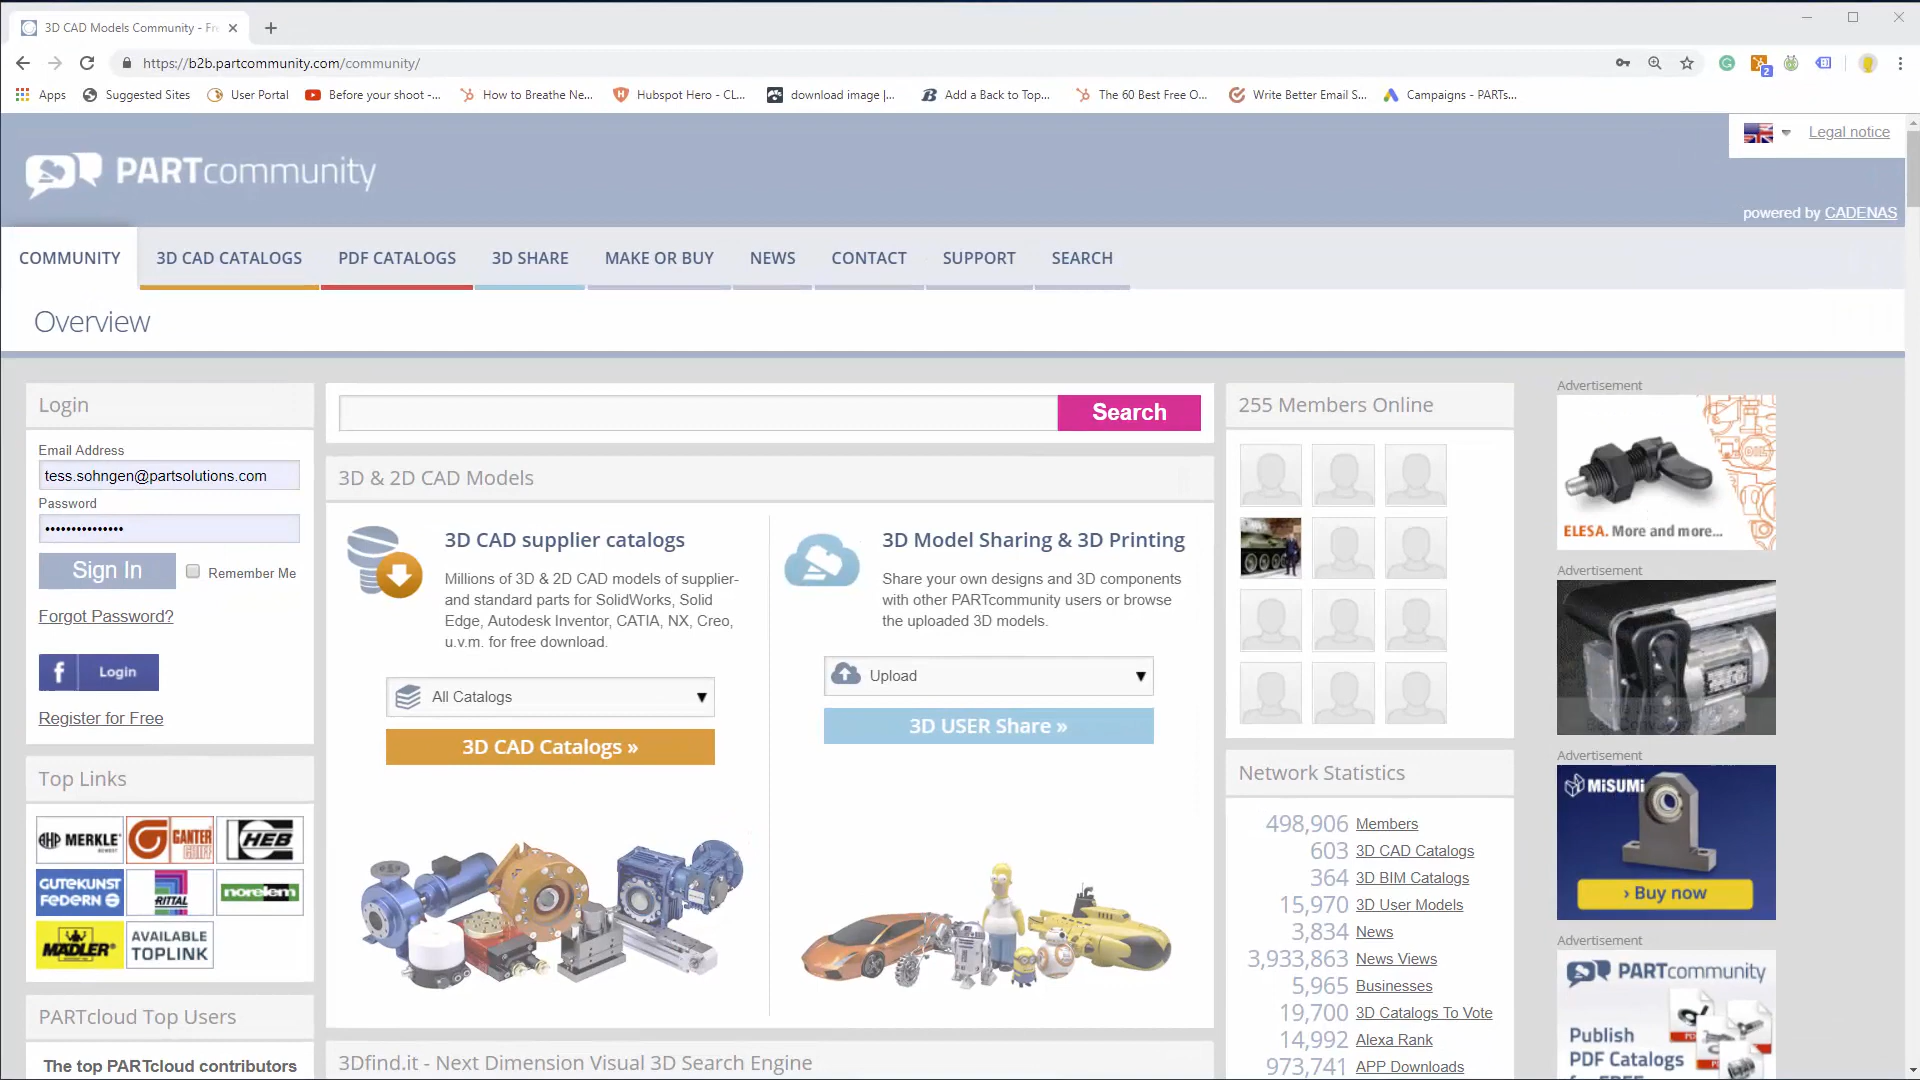 3D CAD Models Community - Fre
https://b2b.partcommunity.com/community/
2
Apps
Suggested Sites
User Portal
Before your shoot -...
How to Breathe Ne...
Hubspot Hero - CL...
download image |...
Add a Back to Top...
The 60 Best Free O...
Write Better Email S...
Campaigns - PARTs...
Legal notice
PARTcommunity
powered by CADENAS
COMMUNITY
3D CAD CATALOGS
PDF CATALOGS
3D SHARE
MAKE OR BUY
NEWS
CONTACT
SUPPORT
SEARCH
Overview
Login
Email Address
tess.sohngen@partsolutions.com
Password
•••••••••••••••
Sign In
Remember Me
Forgot Password?
f Login
Register for Free
Top Links
MERKLE
GANTER GRIFF
HEB
GUTEKUNST FEDERN
RITTAL
norelem
MÄDLER®
AVAILABLE TOPLINK
PARTcloud Top Users
The top PARTcloud contributors
Search
3D & 2D CAD Models
3D CAD supplier catalogs
Millions of 3D & 2D CAD models of supplier-
and standard parts for SolidWorks, Solid
Edge, Autodesk Inventor, CATIA, NX, Creo,
u.v.m. for free download.
All Catalogs
3D CAD Catalogs »
3D Model Sharing & 3D Printing
Share your own designs and 3D components
with other PARTcommunity users or browse
the uploaded 3D models.
Upload
3D USER Share »
3Dfind.it - Next Dimension Visual 3D Search Engine
255 Members Online
Network Statistics
498,906 Members
603 3D CAD Catalogs
364 3D BIM Catalogs
15,970 3D User Models
3,834 News
3,933,863 News Views
5,965 Businesses
19,700 3D Catalogs To Vote
14,992 Alexa Rank
973,741 APP Downloads
Advertisement
ELESA. More and more...
Advertisement
Advertisement
MiSUMi
› Buy now
Advertisement
PARTcommunity
Publish
PDF Catalogs